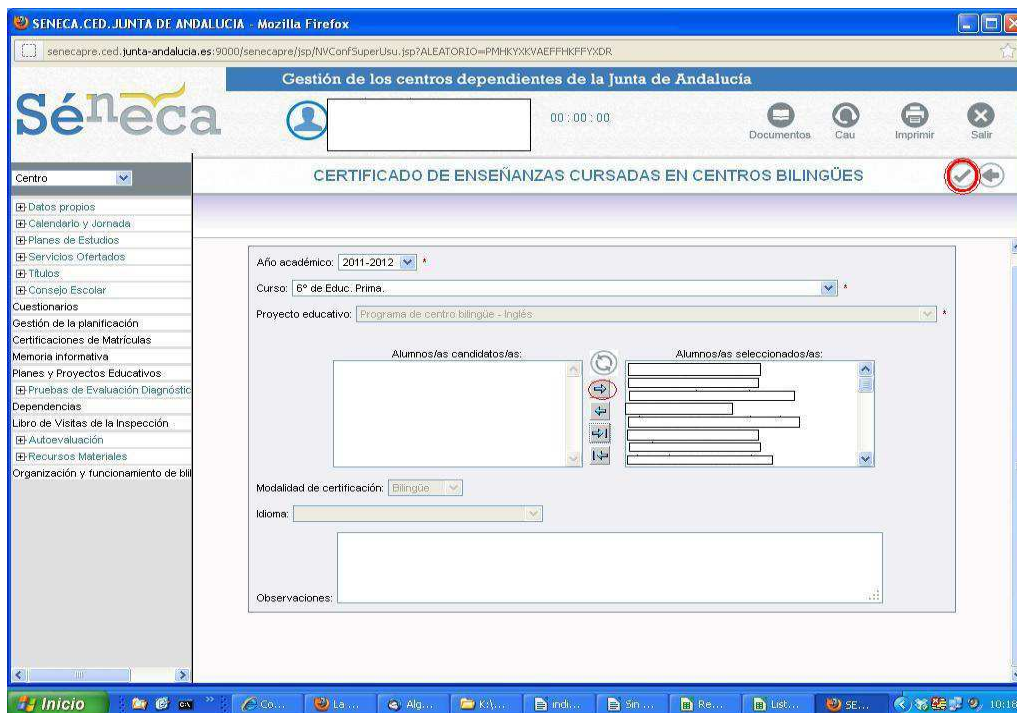 SENECA.CED.JUNTA DE ANDALUCIA - Mozilla Firefox
senecapre.ced.junta-andalucia.es:9000/senecapre/jsp/NVConfSuperUsu.jsp?ALEATORIO=PMHKYXKVAEFFHKFFYXDR
Gestión de los centros dependientes de la Junta de Andalucía
Séneca
00:00:00
Documentos
Cau
Imprimir
Salir
Centro
CERTIFICADO DE ENSEÑANZAS CURSADAS EN CENTROS BILINGÜES
Datos propios
Calendario y Jornada
Planes de Estudios
Servicios Ofertados
Títulos
Consejo Escolar
Cuestionarios
Gestión de la planificación
Certificaciones de Matrículas
Memoria informativa
Planes y Proyectos Educativos
Pruebas de Evaluación Diagnóstic
Dependencias
Libro de Visitas de la Inspección
Autoevaluación
Recursos Materiales
Organización y funcionamiento de bil
Año académico: 2011-2012 *
Curso: 6º de Educ. Prima. *
Proyecto educativo: Programa de centro bilingüe - Inglés *
Alumnos/as candidatos/as:
Alumnos/as seleccionados/as:
Modalidad de certificación: Bilingüe
Idioma:
Observaciones:
Inicio
Co...
La ...
Alg...
K:\...
indi...
Sin ...
Re...
List...
SE...
10:16